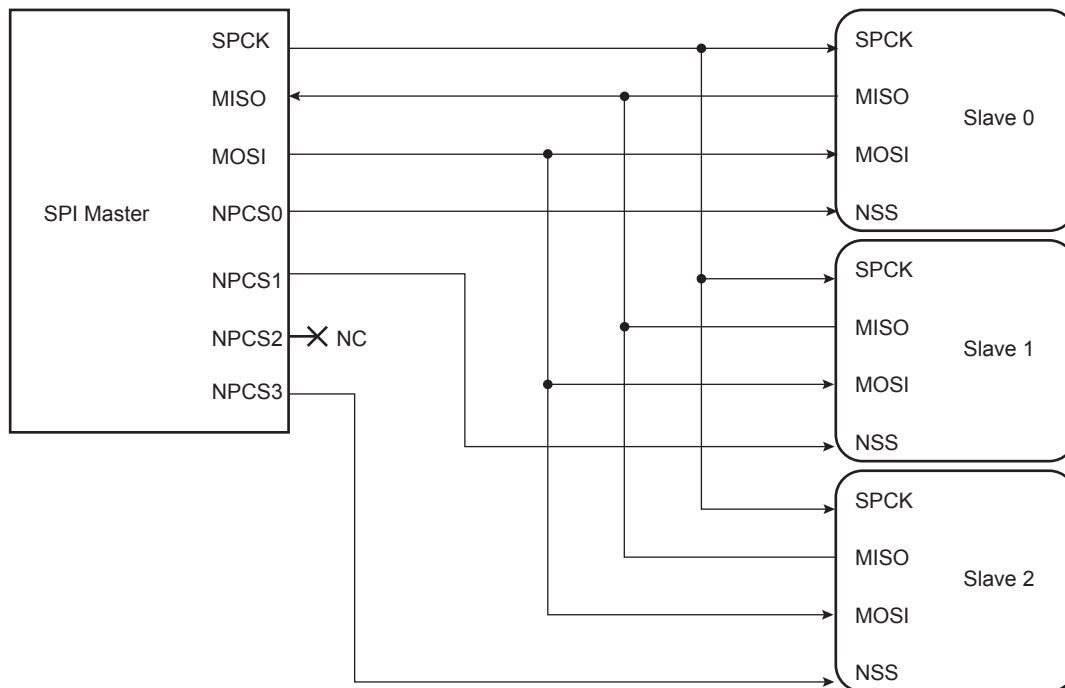 SPI Master
SPCK
MISO
MOSI
NPCS0
NPCS1
NPCS2
NC
NPCS3
SPCK
MISO
Slave 0
MOSI
NSS
SPCK
MISO
Slave 1
MOSI
NSS
SPCK
MISO
Slave 2
MOSI
NSS